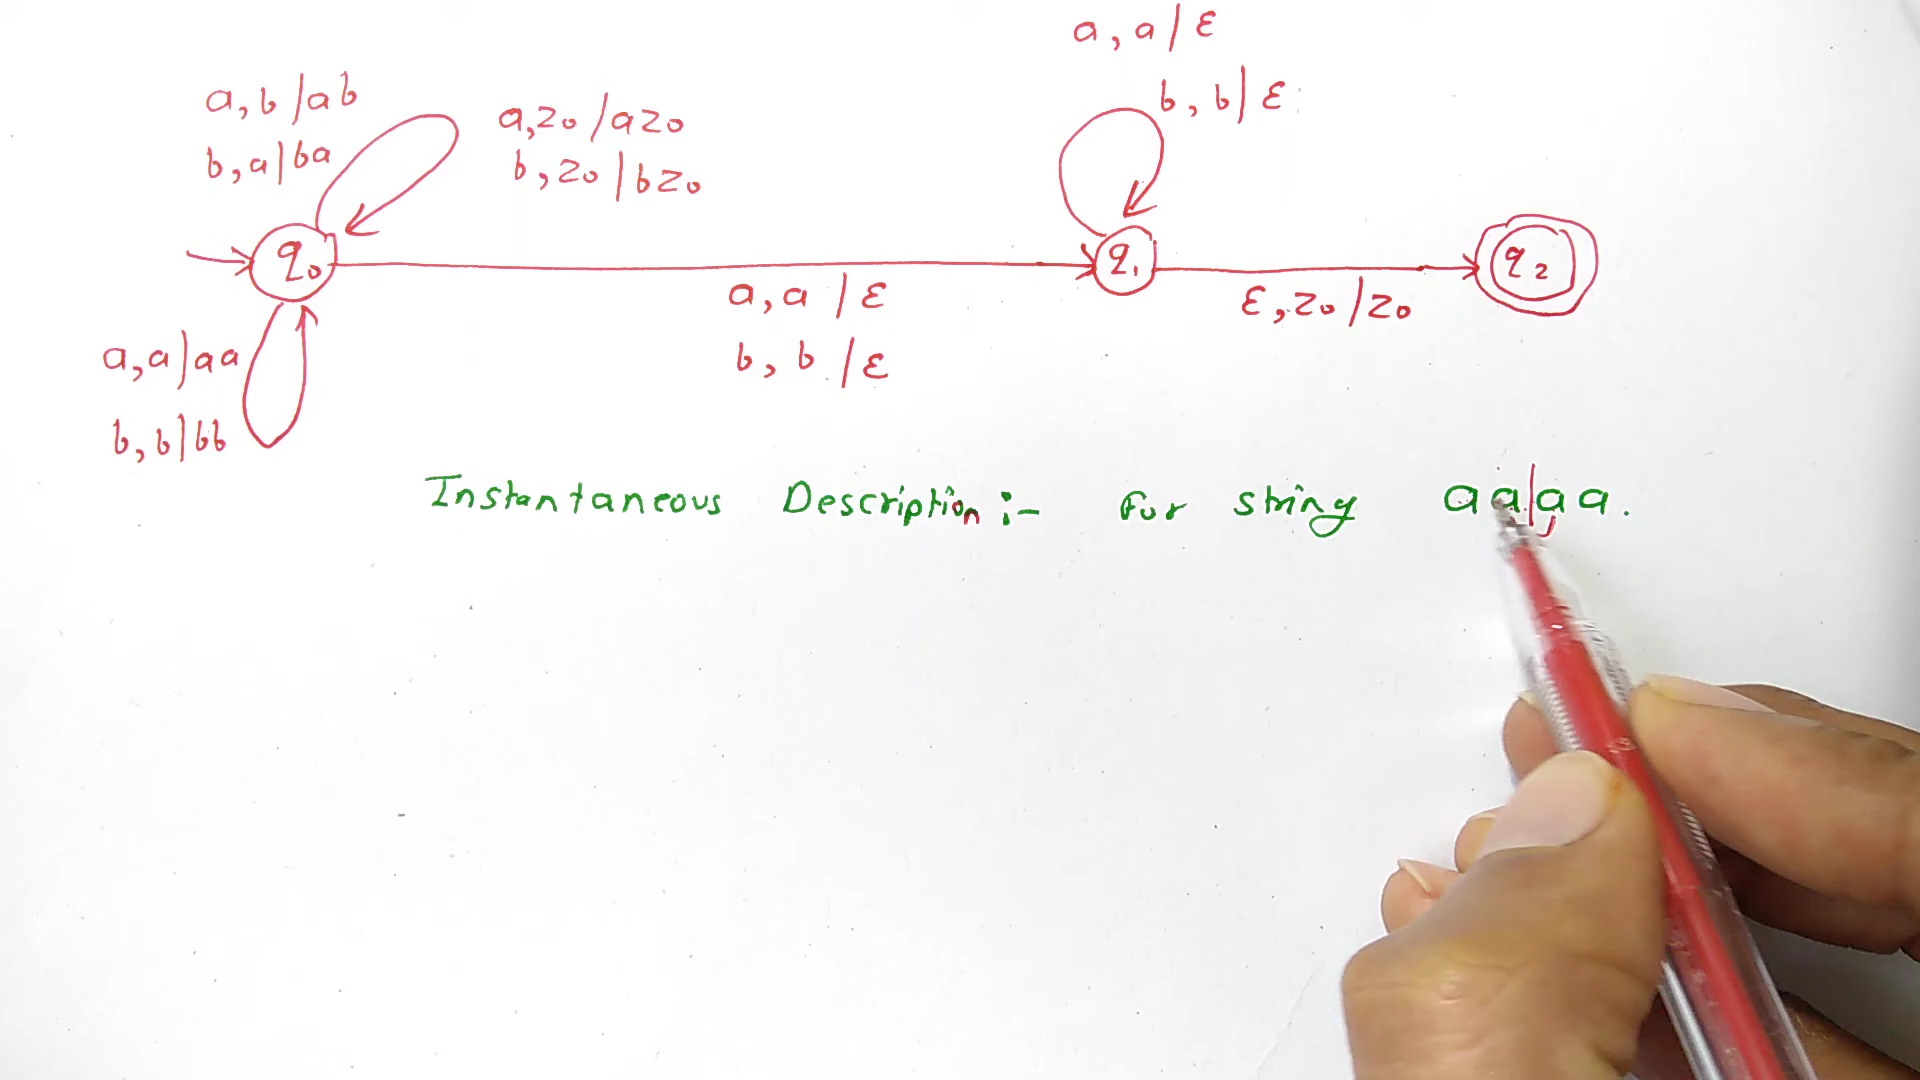 a, a / ε
b, b / ε
a, b / ab
b, a / ba
a, z₀ / az₀
b, z₀ / bz₀
q₀
q₁
q₂
a, a / ε
b, b / ε
ε, z₀ / z₀
a, a / aa
b, b / bb
Instantaneous Description :- For string aa|aa.